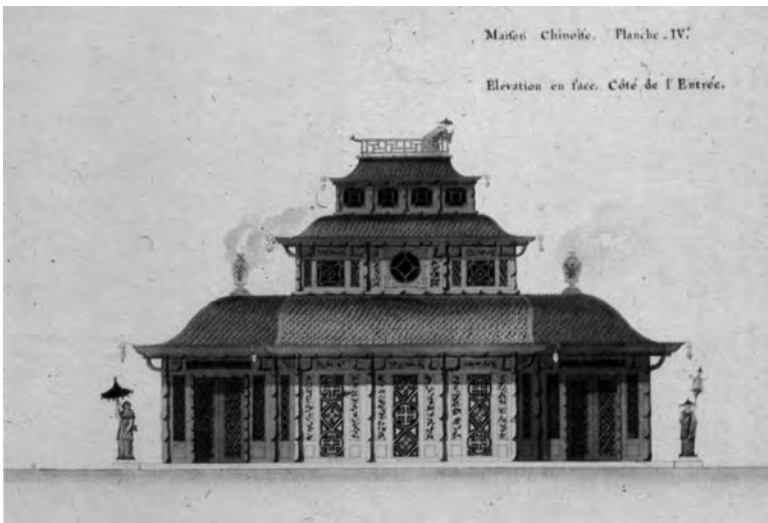 Maison Chinoise. Planche. IV.e
Elévation en face. Côté de l'Entrée.